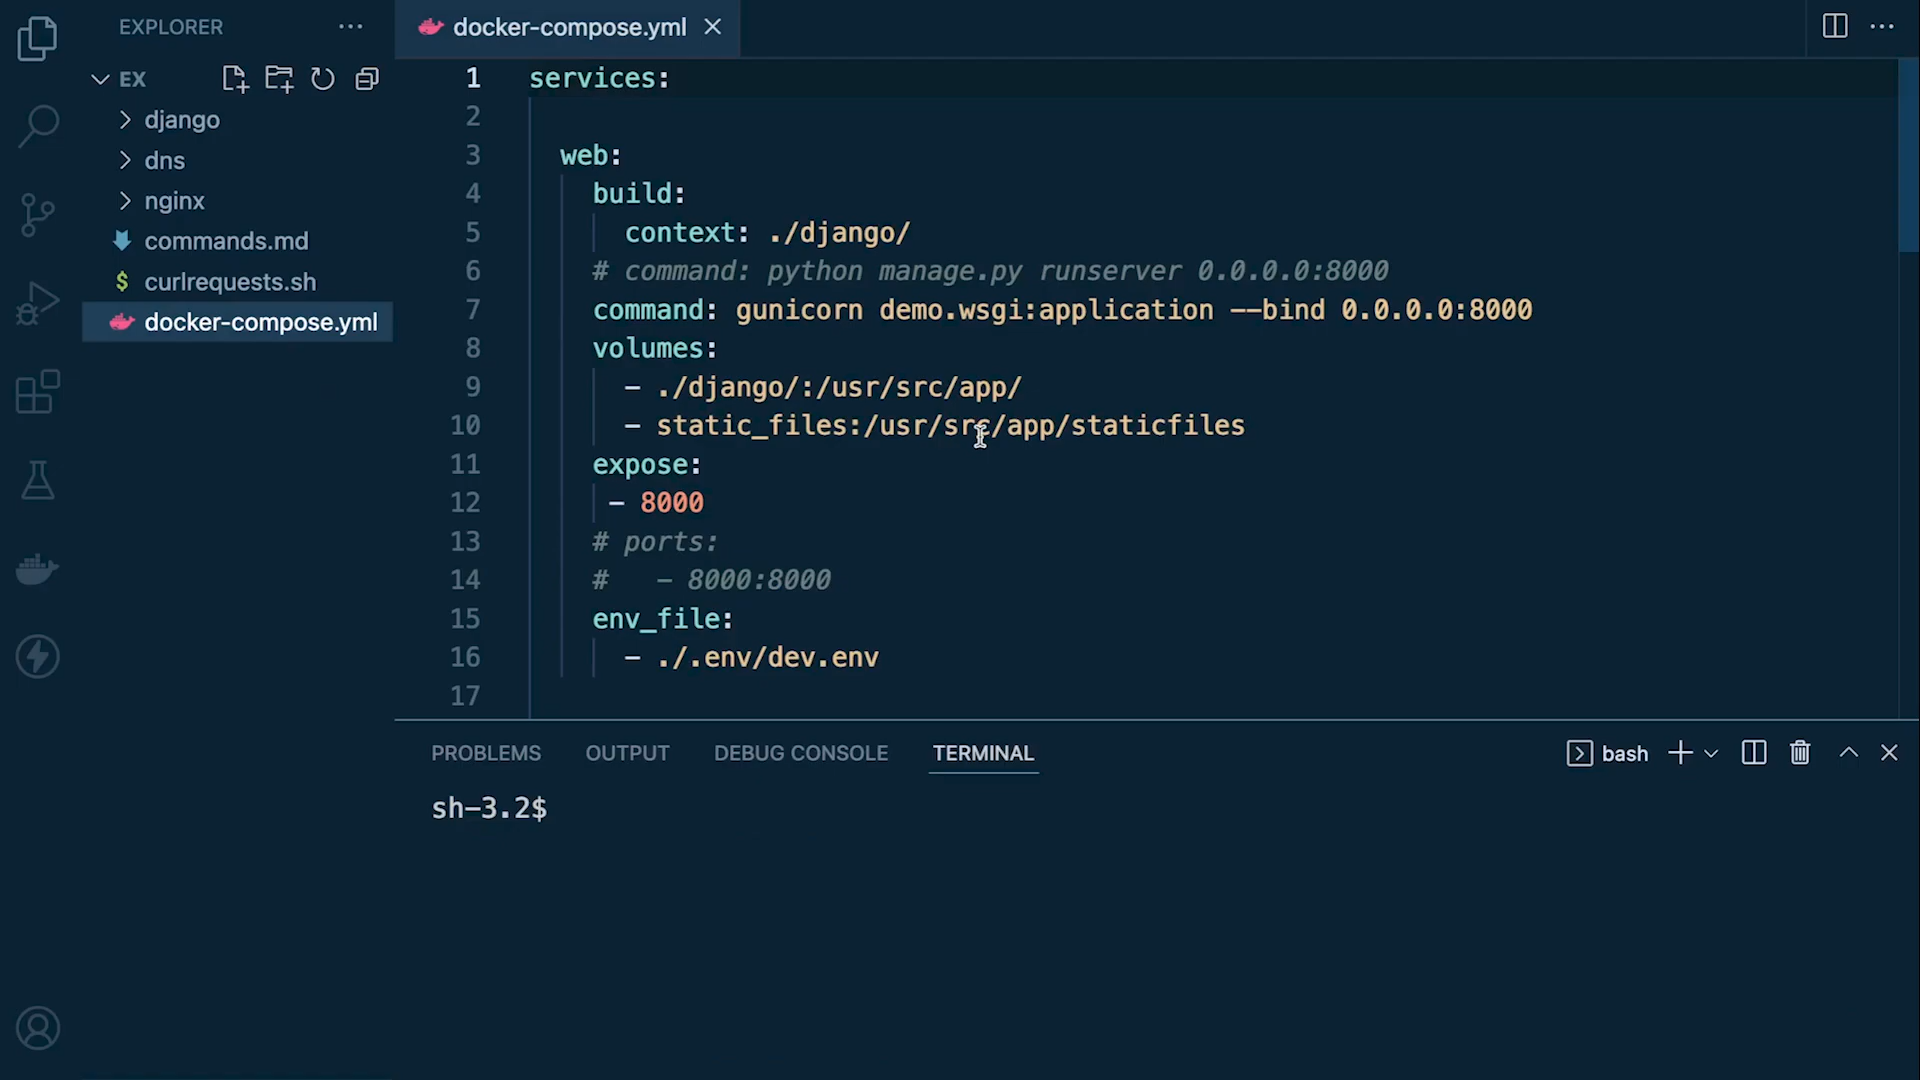 EXPLORER
EX
django
dns
nginx
commands.md
$ curlrequests.sh
docker-compose.yml
docker-compose.yml
1 services:
2
3 web:
4 build:
5 context: ./django/
6 # command: python manage.py runserver 0.0.0.0:8000
7 command: gunicorn demo.wsgi:application --bind 0.0.0.0:8000
8 volumes:
9 - ./django/:/usr/src/app/
10 - static_files:/usr/src/app/staticfiles
11 expose:
12 - 8000
13 # ports:
14 # - 8000:8000
15 env_file:
16 - ./.env/dev.env
17
PROBLEMS OUTPUT DEBUG CONSOLE TERMINAL bash
sh-3.2$